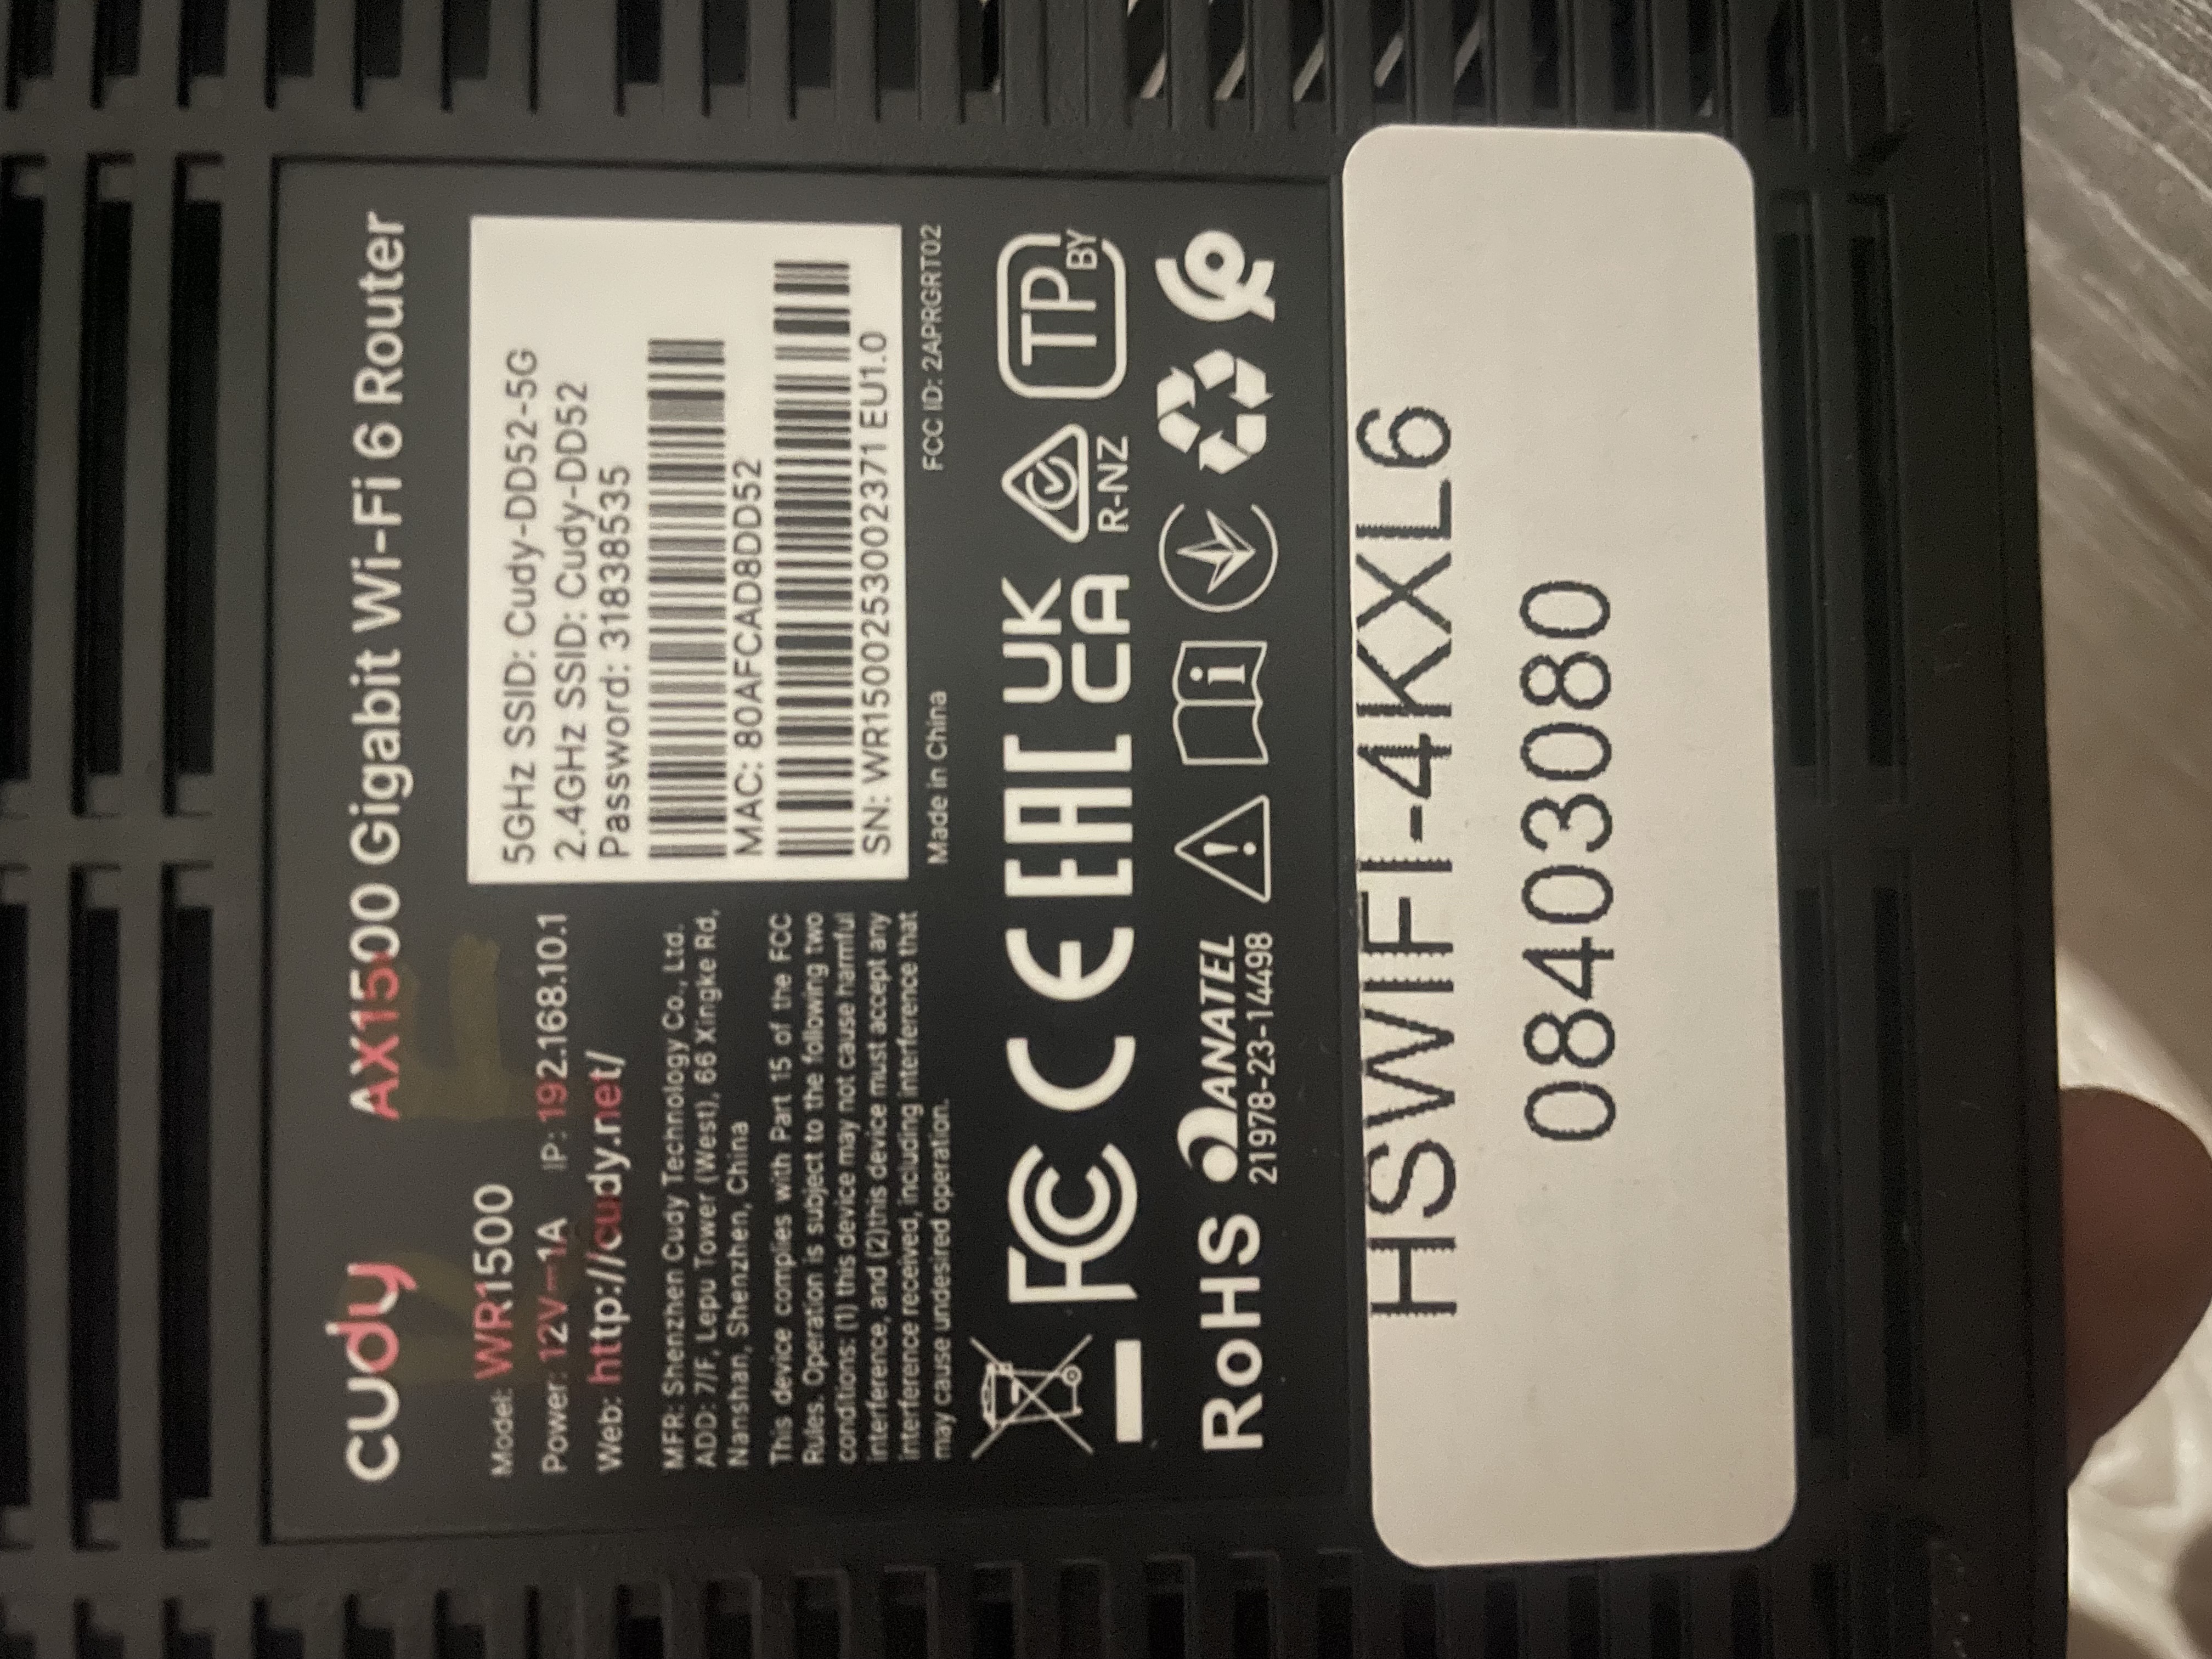 cudy AX1500 Gigabit Wi-Fi 6 Router
Model: WR1500
Power: 12V⎓1A IP: 192.168.10.1
Web: http://cudy.net/
MFR: Shenzhen Cudy Technology Co., Ltd.
ADD: 7/F, Lepu Tower (West), 66 Xingke Rd,
Nanshan, Shenzhen, China
This device complies with Part 15 of the FCC
Rules. Operation is subject to the following two
conditions: (1) this device may not cause harmful
interference, and (2)this device must accept any
interference received, including interference that
may cause undesired operation.
5GHz SSID: Cudy-DD52-5G
2.4GHz SSID: Cudy-DD52
Password: 31838535
MAC: 80AFCAD8DD52
SN: WR15002253002371 EU1.0
Made in China FCC ID: 2APRGRT02
FC CE EAC UK
CA
R-NZ
TP
BY
RoHS ANATEL
21978-23-14498
HSWIFI-4KXL6
08403080